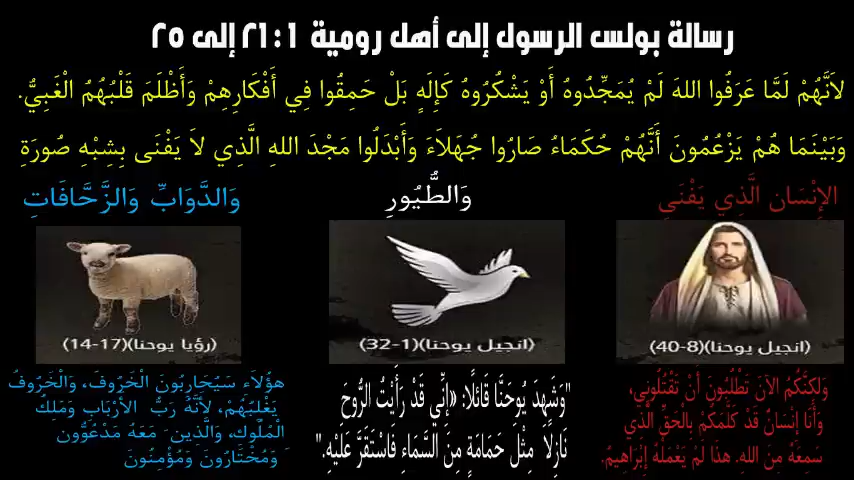 رسالة بولس الرسول إلى أهل رومية ١ :٢١ إلى ٢٥
لأَنَّهُمْ لَمَّا عَرَفُوا اللهَ لَمْ يُمَجِّدُوهُ أَوْ يَشْكُرُوهُ كَإِلهٍ بَلْ حَمِقُوا فِي أَفْكَارِهِمْ وَأَظْلَمَ قَلْبُهُمُ الْغَبِيُّ.
وَبَيْنَمَا هُمْ يَزْعُمُونَ أَنَّهُمْ حُكَمَاءُ صَارُوا جُهَلاَءَ وَأَبْدَلُوا مَجْدَ اللهِ الَّذِي لاَ يَفْنَى بِشِبْهِ صُورَةِ
الإِنْسَانِ الَّذِي يَفْنَى
وَالطُّيُورِ
وَالدَّوَابِّ وَالزَّحَّافَاتِ
(انجيل يوحنا)(8-40)
(انجيل يوحنا)(1-32)
(رؤيا يوحنا)(17-14)
وَلكِنَّكُمُ الآنَ تَطْلُبُونَ أَنْ تَقْتُلُونِي،
وَأَنَا إِنْسَانٌ قَدْ كَلَّمَكُمْ بِالْحَقِّ الَّذِي
سَمِعَهُ مِنَ اللهِ. هذَا لَمْ يَعْمَلْهُ إِبْرَاهِيمُ.
"وَشَهِدَ يُوحَنَّا قَائلًا: «إِنِّي قَدْ رَأَيْتُ الرُّوحَ
نَازِلاً مِثْلَ حَمَامَةٍ مِنَ السَّمَاءِ فَاسْتَقَرَّ عَلَيْهِ."
هؤُلاَءِ سَيُحَارِبُونَ الْخَرُوفَ، وَالْخَرُوفُ
يَغْلِبُهُمْ، لأَنَّهُ رَبُّ الأَرْبَابِ وَمَلِكُ
الْمُلُوكِ، وَالَّذِينَ مَعَهُ مَدْعُوُّونَ
وَمُخْتَارُونَ وَمُؤْمِنُونَ